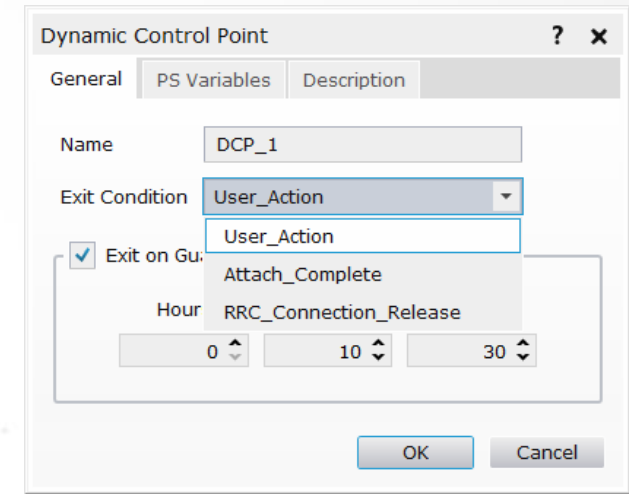 Dynamic Control Point ? ×
General PS Variables Description
Name DCP_1
Exit Condition User_Action
User_Action
Exit on
Attach_Complete
Hour RRC_Connection_Release
0 10 30
OK Cancel